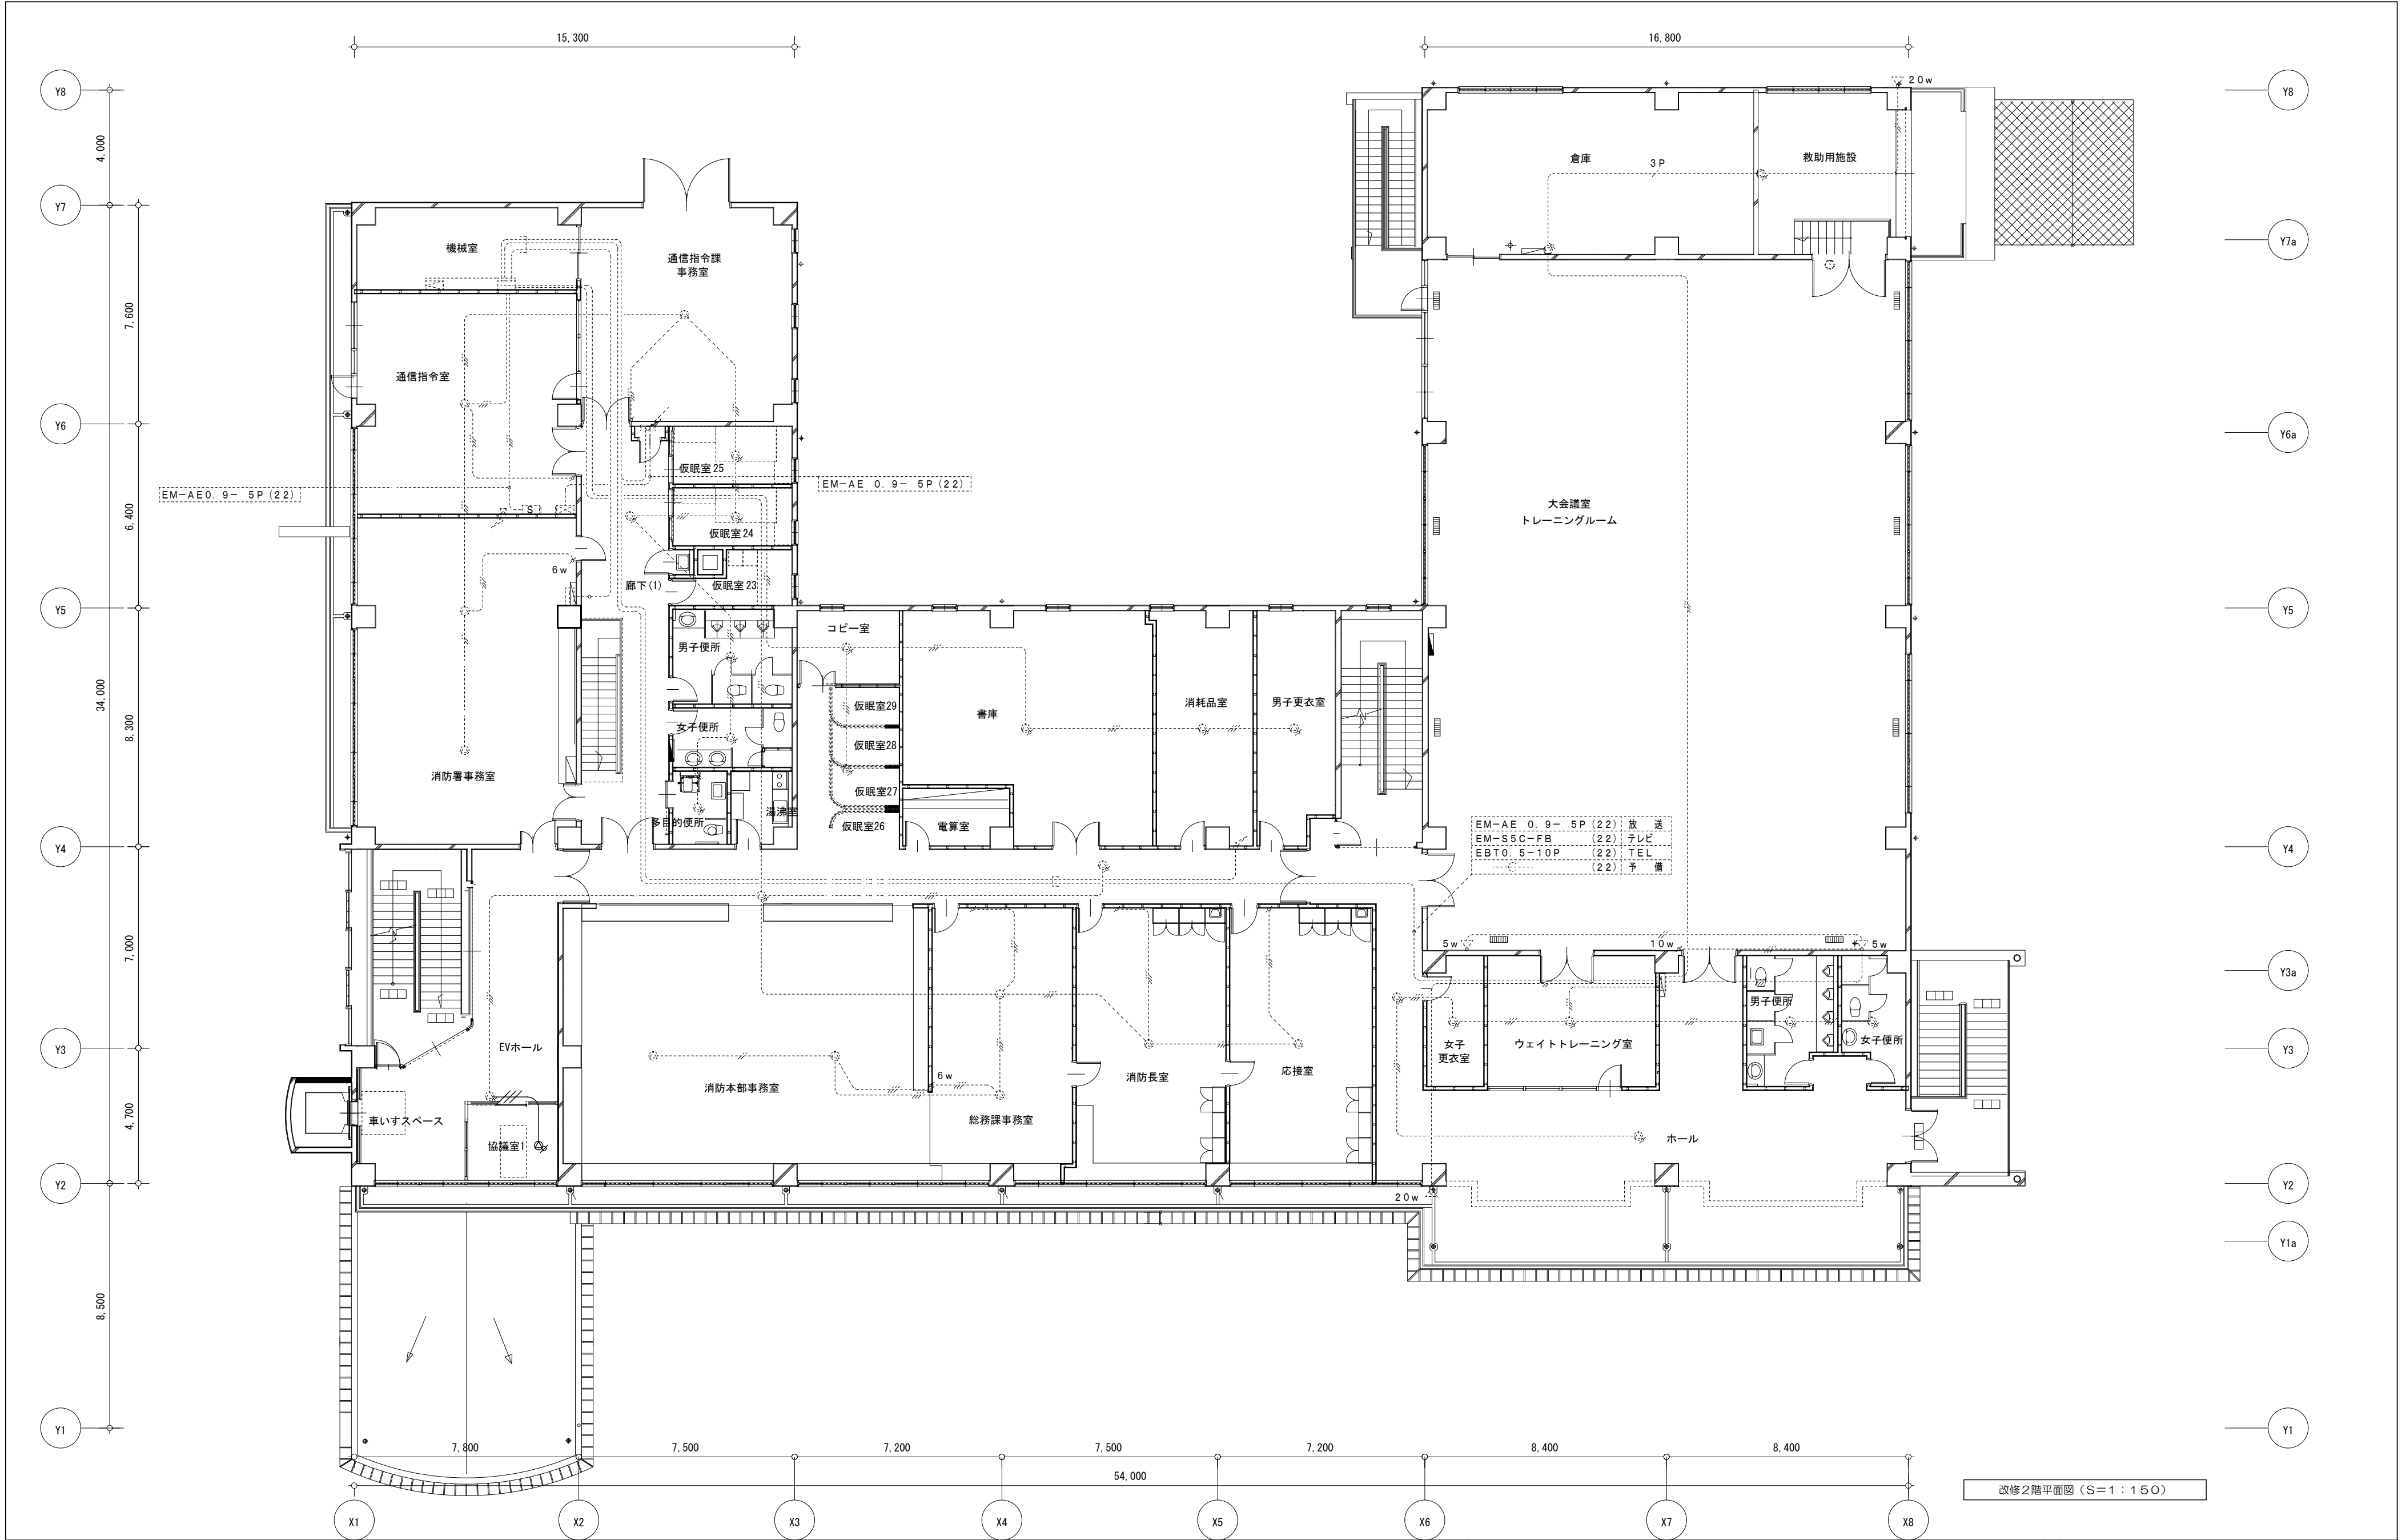 15,300
16,800
Y8
Y8
20w
4,000
倉庫
3P
救助用施設
Y7
Y7a
機械室
通信指令課
事務室
7,600
通信指令室
Y6
Y6a
仮眠室25
EM-AE0.9- 5P(22)
EM-AE 0.9- 5P(22)
S
6,400
仮眠室24
大会議室
トレーニングルーム
6w
廊下(1)
仮眠室23
Y5
Y5
コピー室
男子便所
34,000
8,300
仮眠室29
書庫
消耗品室
男子更衣室
女子便所
仮眠室28
消防署事務室
仮眠室27
多目的便所
湯沸室
仮眠室26
電算室
EM-AE 0.9- 5P(22) 放 送
EM-S5C-FB (22) テレビ
EBT0.5-10P (22) TEL
(22) 予 備
Y4
Y4
7,000
5w
10w
5w
Y3a
男子便所
EVホール
女子
更衣室
ウェイトトレーニング室
女子便所
Y3
Y3
6w
消防本部事務室
消防長室
応接室
4,700
車いすスペース
総務課事務室
協議室1
ホール
Y2
Y2
20w
Y1a
8,500
Y1
Y1
7,800
7,500
7,200
7,500
7,200
8,400
8,400
54,000
改修2階平面図(S=1:150)
X1
X2
X3
X4
X5
X6
X7
X8